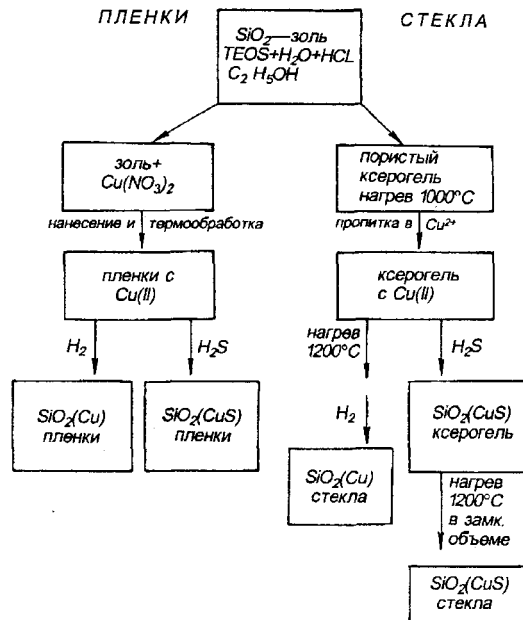 ПЛЕНКИ
СТЕКЛА
SiO₂—золь
TEOS+H₂O+HCL
C₂ H₅OH
золь+
Cu(NO₃)₂
пористый
ксерогель
нагрев 1000°C
нанесение и термообработка
пропитка в Cu²⁺
пленки с
Cu(II)
ксерогель
с Cu(II)
H₂
H₂S
нагрев
1200°C
H₂S
SiO₂(Cu)
пленки
SiO₂(CuS)
пленки
H₂
SiO₂(Cu)
стекла
SiO₂(CuS)
ксерогель
нагрев
1200°C
в замк.
объеме
SiO₂(CuS)
стекла